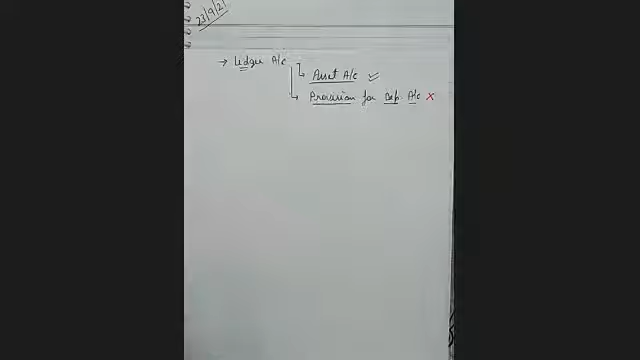 23/9/21
→ Ledger A/c
→ Asset A/c ✓
→ Provision for Dep. A/c ×